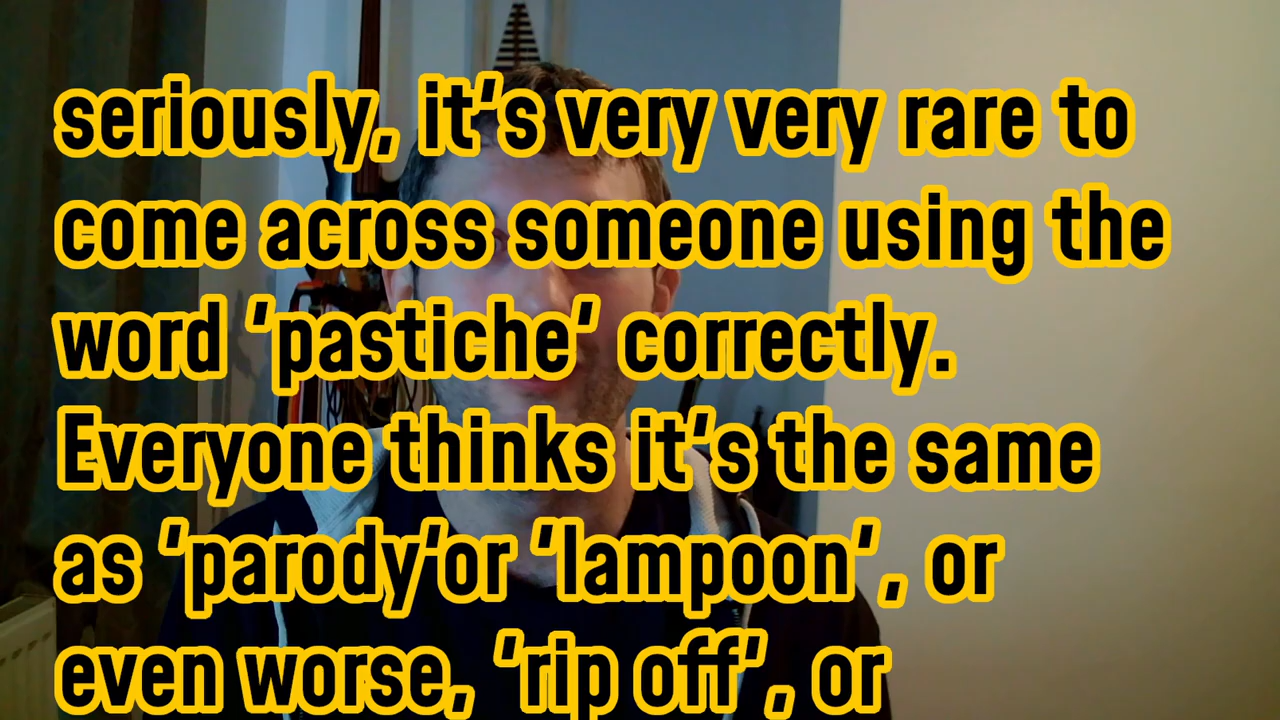 seriously, it's very very rare to
come across someone using the
word 'pastiche' correctly.
Everyone thinks it's the same
as 'parody'or 'lampoon', or
even worse, 'rip off', or